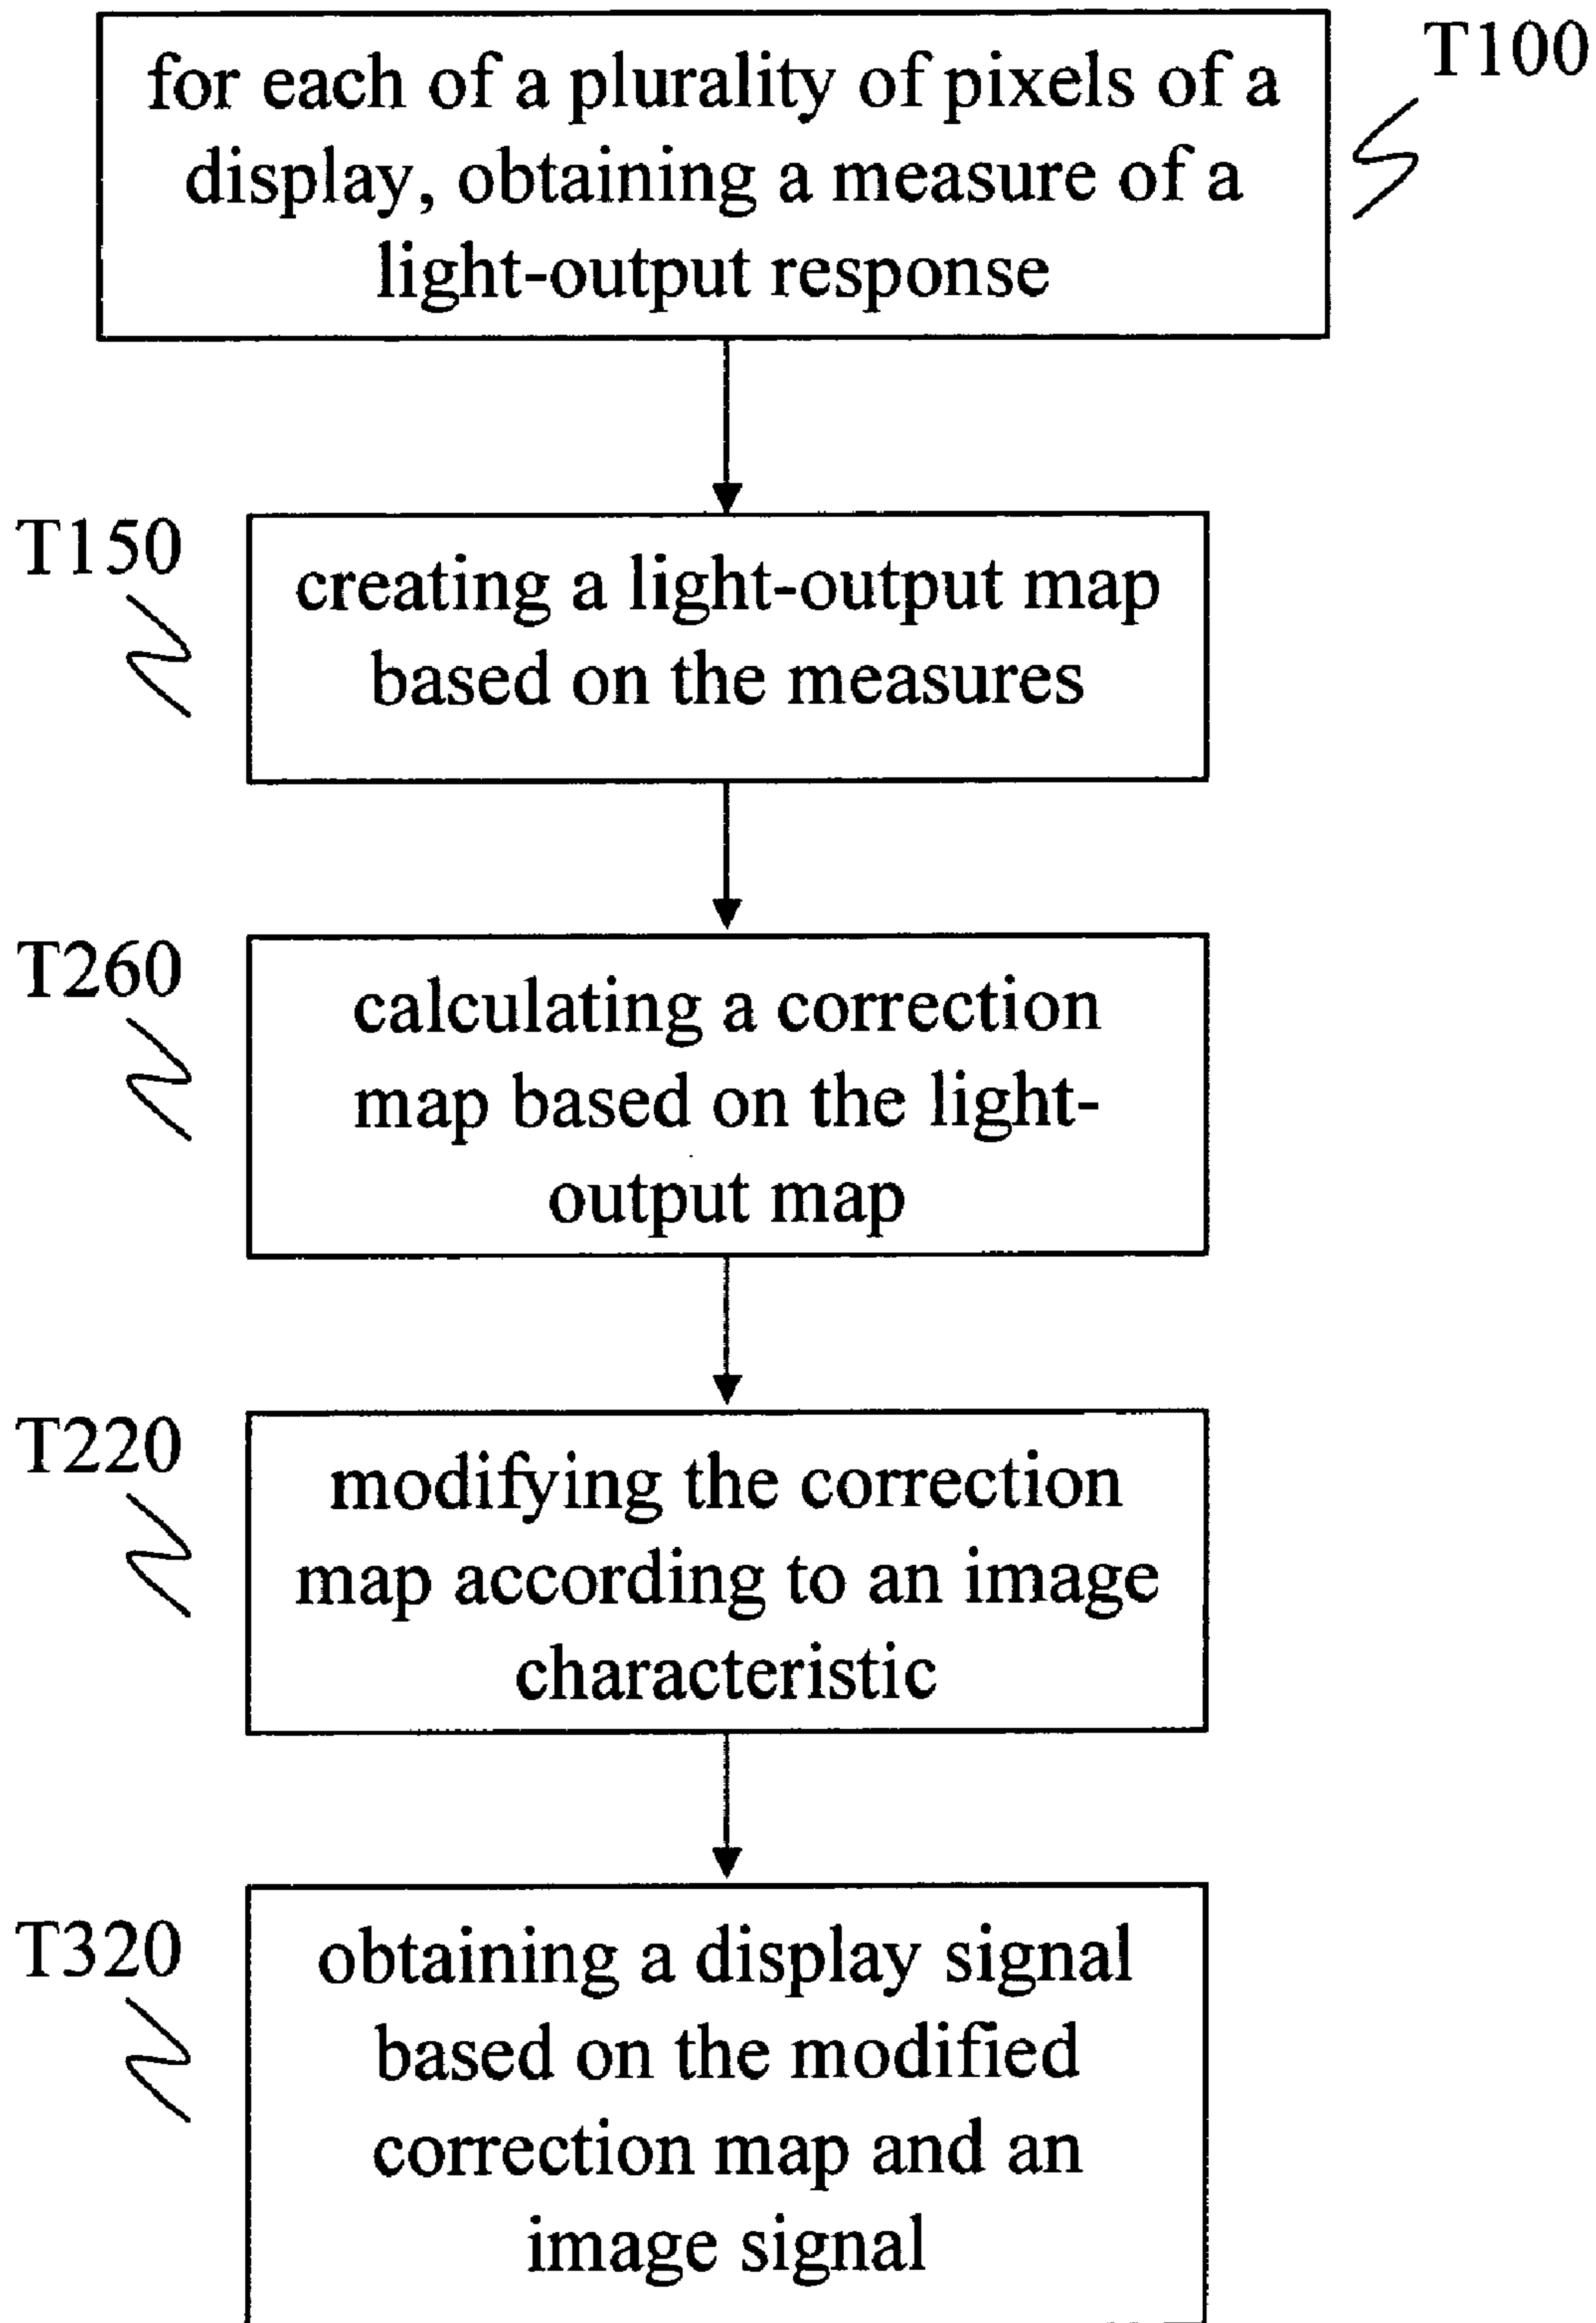 T100
for each of a plurality of pixels of a
display, obtaining a measure of a
light-output response
T150
creating a light-output map
based on the measures
T260
calculating a correction
map based on the light-
output map
T220
modifying the correction
map according to an image
characteristic
T320
obtaining a display signal
based on the modified
correction map and an
image signal